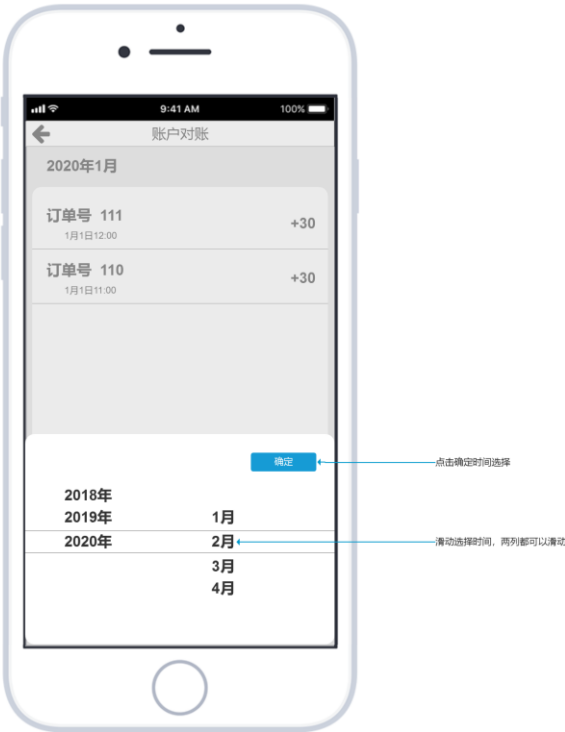 9:41 AM 100%
账户对账
2020年1月
订单号 111
+30
1月1日12:00
订单号 110
+30
1月1日11:00
确定
点击确定时间选择
2018年
2019年 1月
2020年 2月
滑动选择时间，两列都可以滑动
3月
4月